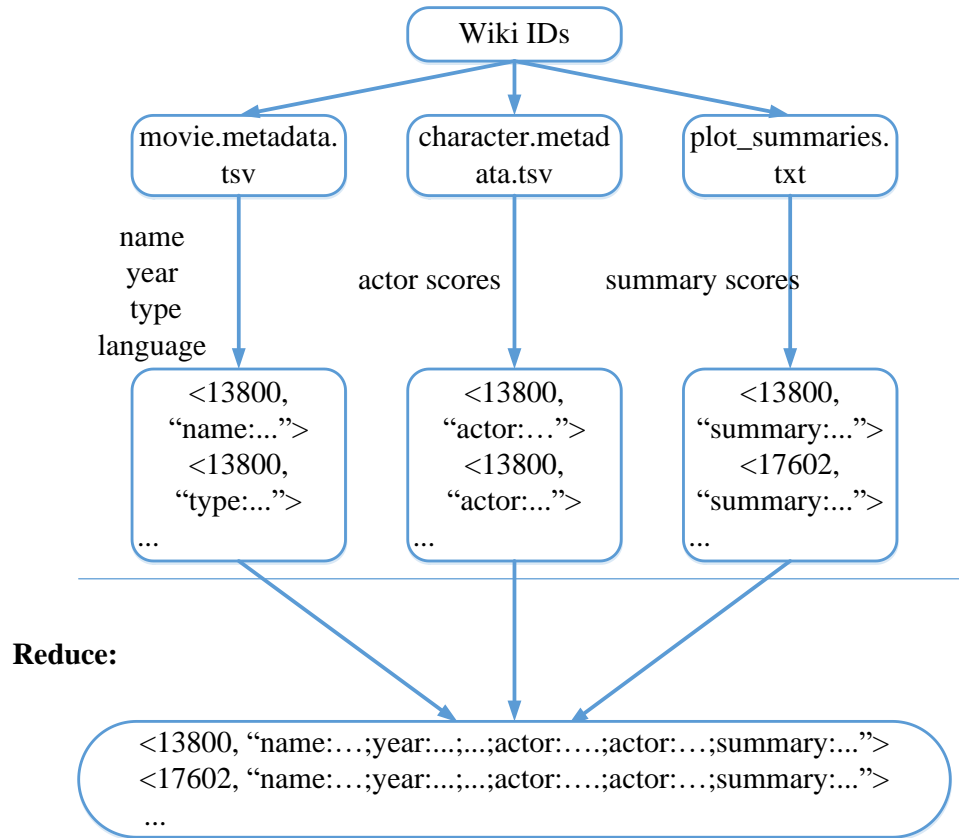 Wiki IDs
movie.metadata.
tsv
character.metad
ata.tsv
plot_summaries.
txt
name
year
type
language
actor scores
summary scores
<13800,
“name:...”>
<13800,
“type:...”>
...
<13800,
“actor:…”>
<13800,
“actor:...”>
...
<13800,
“summary:...”>
<17602,
“summary:...”>
...
Reduce:
<13800, “name:…;year:...;...;actor:….;actor:…;summary:...”>
<17602, “name:…;year:...;...;actor:….;actor:…;summary:...”>
...